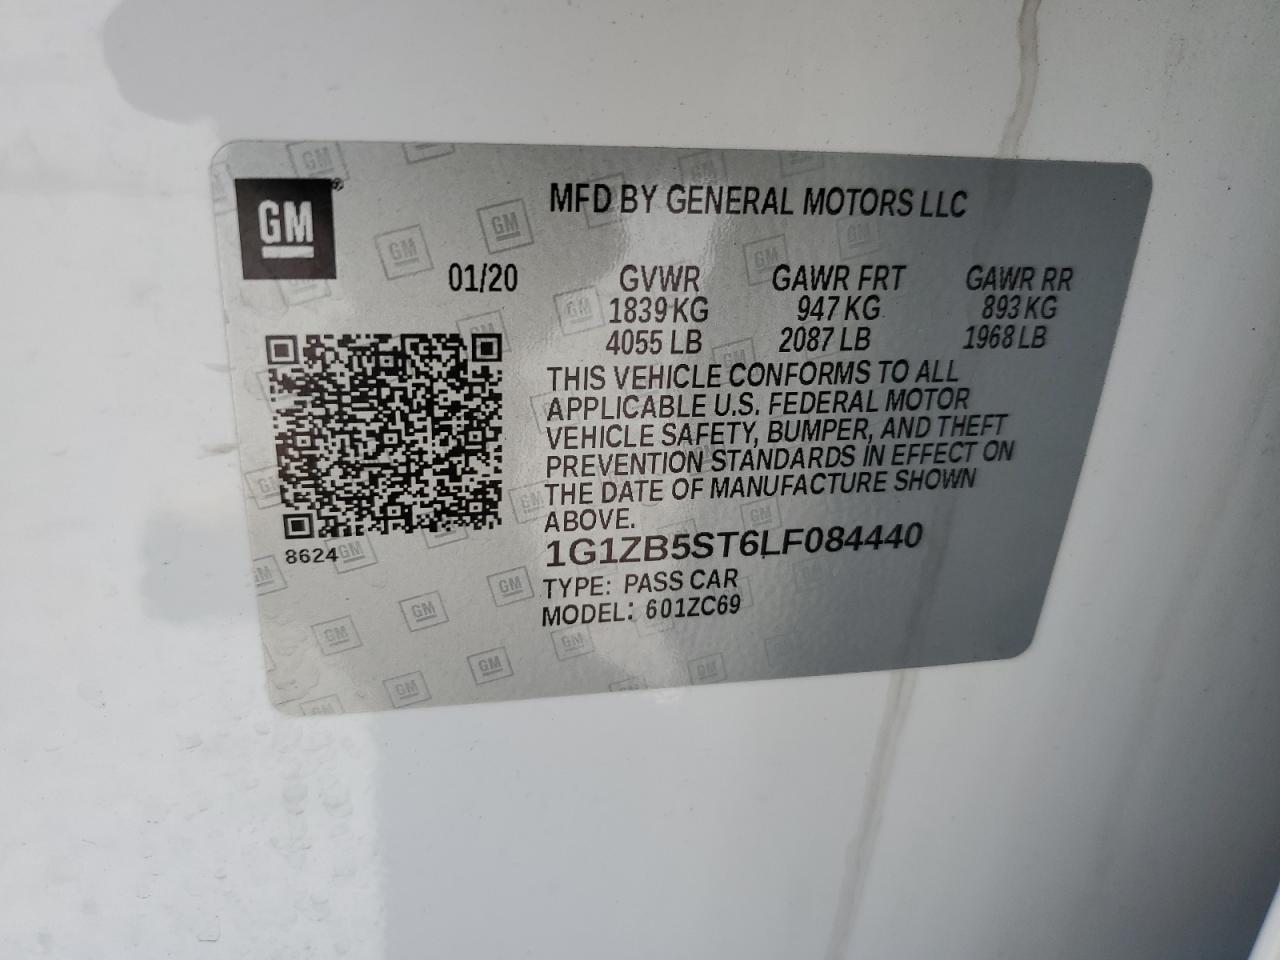 GM
MFD BY GENERAL MOTORS LLC
01/20 GVWR GAWR FRT GAWR RR
1839 KG 947 KG 893 KG
4055 LB 2087 LB 1968 LB
THIS VEHICLE CONFORMS TO ALL
APPLICABLE U.S. FEDERAL MOTOR
VEHICLE SAFETY, BUMPER, AND THEFT
PREVENTION STANDARDS IN EFFECT ON
THE DATE OF MANUFACTURE SHOWN
ABOVE.
8624
1G1ZB5ST6LF084440
TYPE: PASS CAR
MODEL: 601ZC69